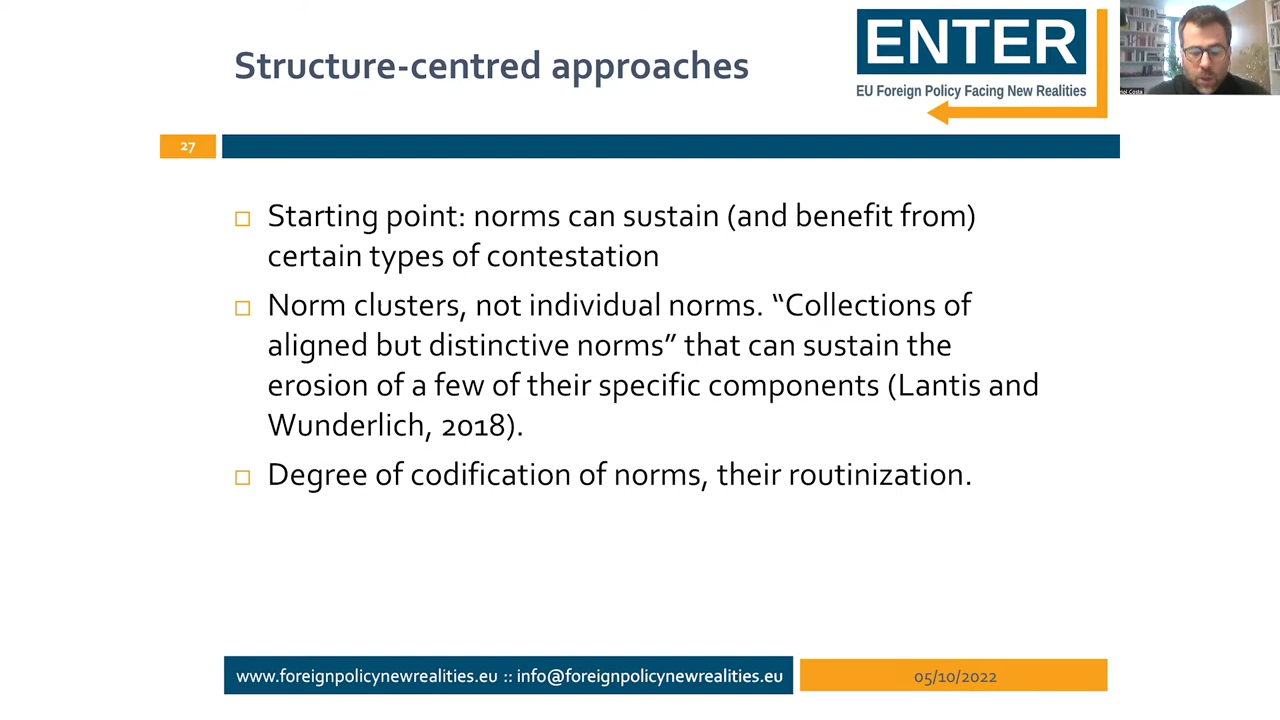 Structure-centred approaches
ENTER
EU Foreign Policy Facing New Realities
27
Starting point: norms can sustain (and benefit from)
certain types of contestation
Norm clusters, not individual norms. “Collections of
aligned but distinctive norms” that can sustain the
erosion of a few of their specific components (Lantis and
Wunderlich, 2018).
Degree of codification of norms, their routinization.
www.foreignpolicynewrealities.eu :: info@foreignpolicynewrealities.eu
05/10/2022
Costa